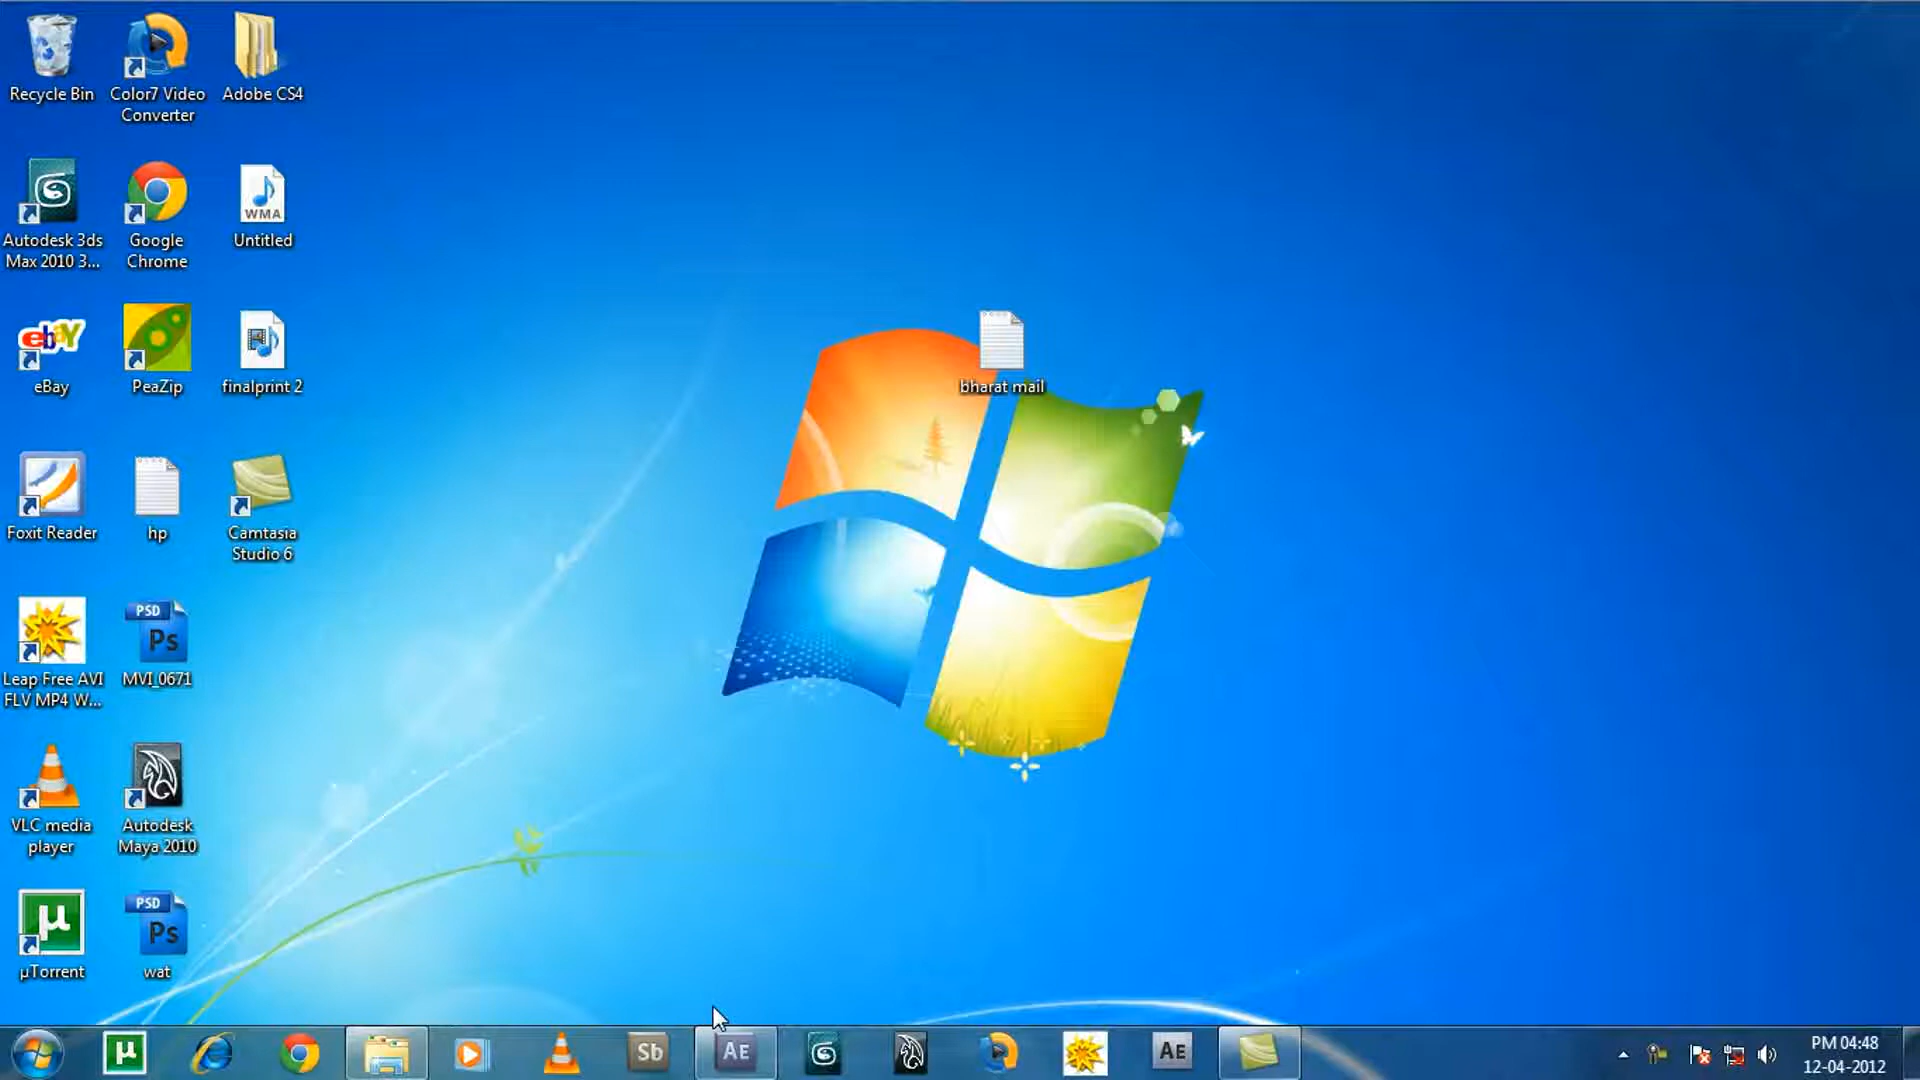 Recycle Bin
Color7 Video
Converter
Adobe CS4
Autodesk 3ds
Max 2010 3...
Google
Chrome
WMA
Untitled
ebay
eBay
PeaZip
finalprint 2
bharat mail
Foxit Reader
hp
Camtasia
Studio 6
Leap Free AVI
FLV MP4 W...
PSD
Ps
MVI_0671
VLC media
player
Autodesk
Maya 2010
µ
µTorrent
PSD
Ps
wat
µ
Sb
AE
AE
PM 04:48
12-04-2012